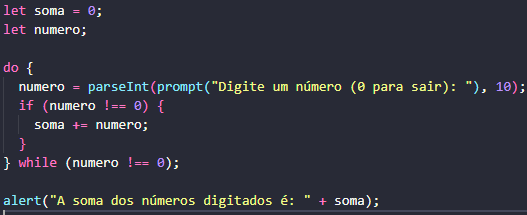 let soma = 0;
let numero;
do {
numero = parseInt(prompt("Digite um número (0 para sair): "), 10);
if (numero !== 0) {
soma += numero;
}
} while (numero !== 0);
alert("A soma dos números digitados é: " + soma);